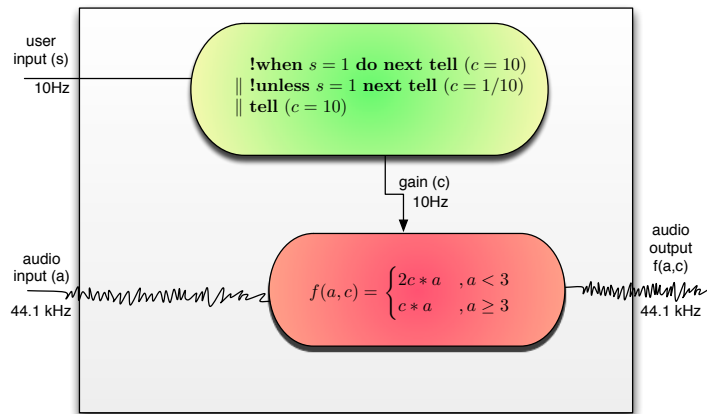 user
input (s)
10Hz
!when s = 1 do next tell (c = 10)
∥ !unless s = 1 next tell (c = 1/10)
∥ tell (c = 10)
gain (c)
10Hz
audio
input (a)
44.1 kHz
f(a, c) = { 2c ∗ a , a < 3
c ∗ a , a ≥ 3
audio
output
f(a,c)
44.1 kHz